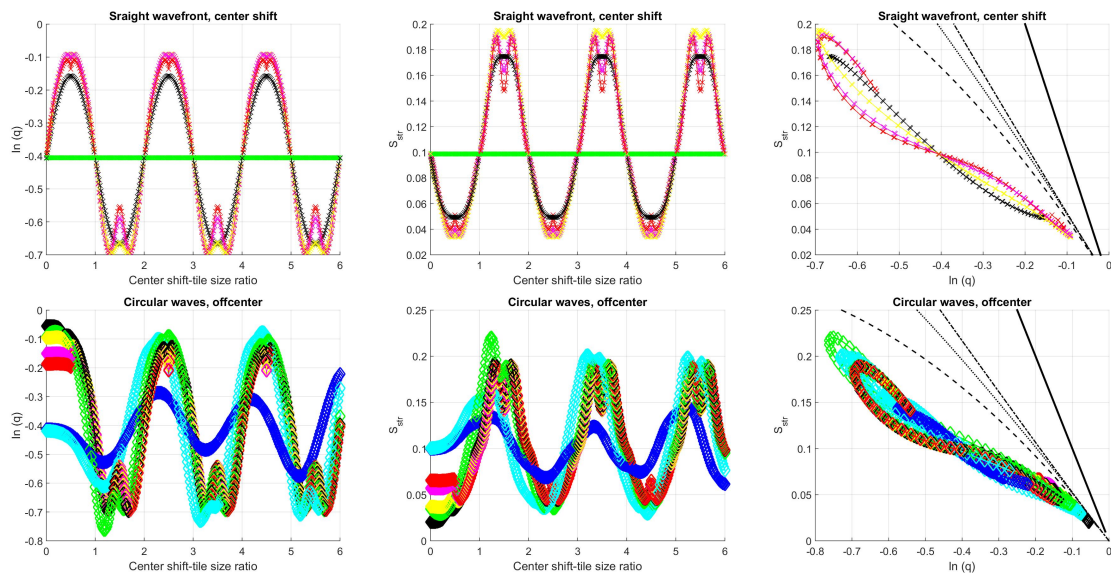 Sraight wavefront, center shift
ln (q)
0
-0.1
-0.2
-0.3
-0.4
-0.5
-0.6
-0.7
0 1 2 3 4 5 6
Center shift-tile size ratio
Sraight wavefront, center shift
S_str
0.2
0.18
0.16
0.14
0.12
0.1
0.08
0.06
0.04
0.02
0 1 2 3 4 5 6
Center shift-tile size ratio
Sraight wavefront, center shift
S_str
0.2
0.18
0.16
0.14
0.12
0.1
0.08
0.06
0.04
0.02
-0.7 -0.6 -0.5 -0.4 -0.3 -0.2 -0.1 0
ln (q)
Circular waves, offcenter
ln (q)
0
-0.1
-0.2
-0.3
-0.4
-0.5
-0.6
-0.7
-0.8
0 1 2 3 4 5 6
Center shift-tile size ratio
Circular waves, offcenter
S_str
0.25
0.2
0.15
0.1
0.05
0
0 1 2 3 4 5 6
Center shift-tile size ratio
Circular waves, offcenter
S_str
0.25
0.2
0.15
0.1
0.05
0
-0.8 -0.7 -0.6 -0.5 -0.4 -0.3 -0.2 -0.1 0
ln (q)